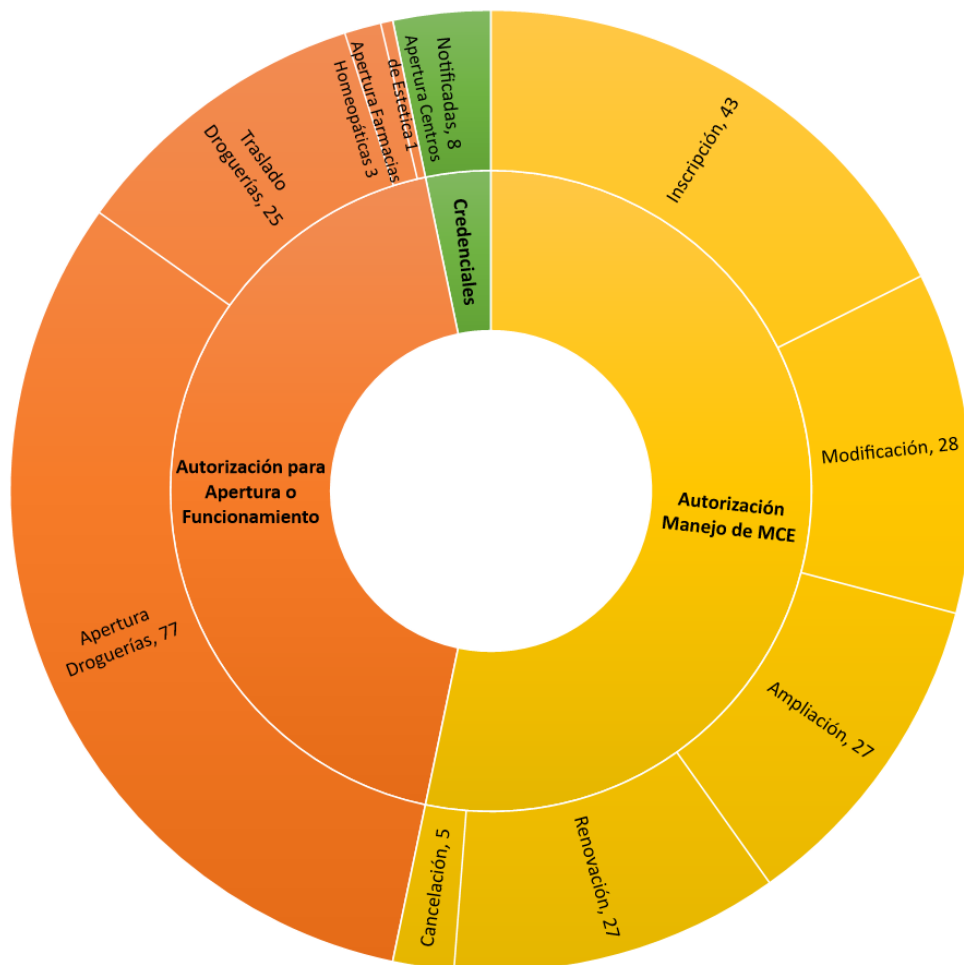 Inscripción, 43
Modificación, 28
Ampliación, 27
Renovación, 27
Cancelación, 5
Autorización
Manejo de MCE
Apertura
Droguerías, 77
Traslado
Droguerías, 25
Apertura Farmacias
Homeopáticas 3
Apertura Centros
de Estetica 1
Autorización para
Apertura o
Funcionamiento
Notificadas, 8
Credenciales